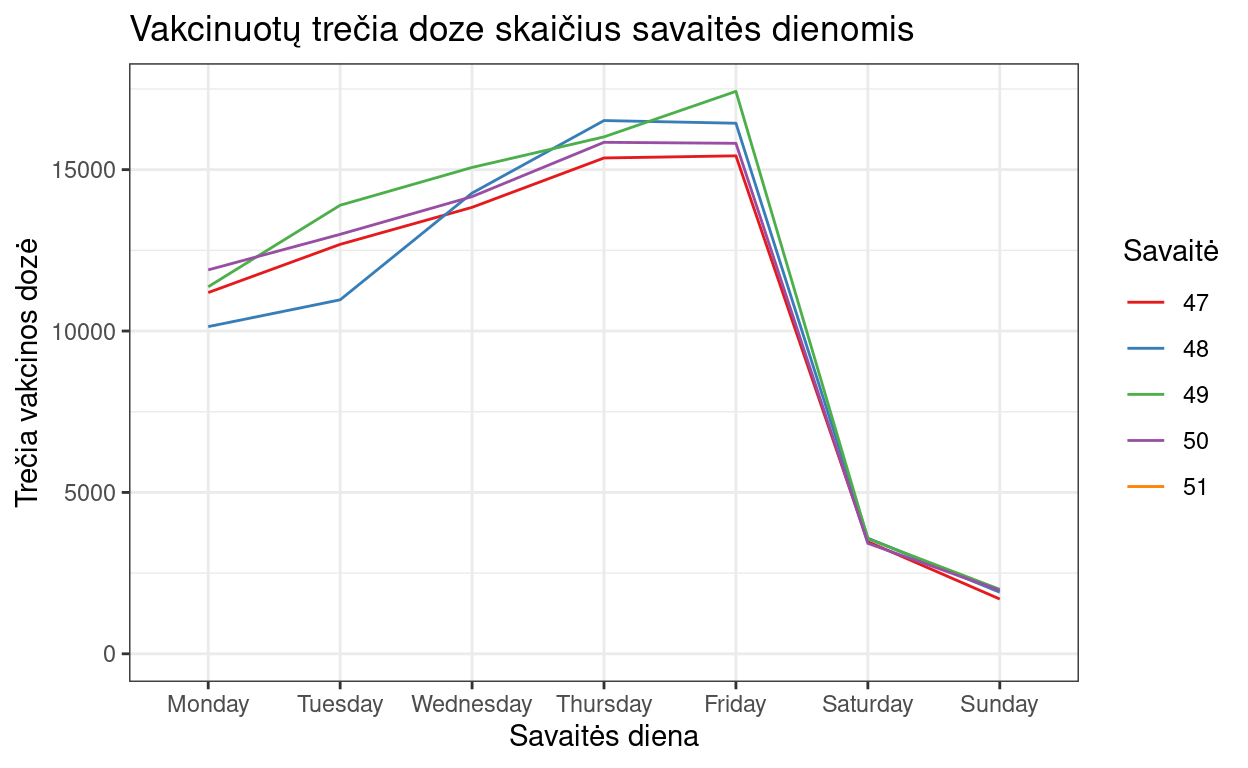 Vakcinuotų trečia doze skaičius savaitės dienomis
Trečia vakcinos dozė
15000
10000
5000
0
Monday Tuesday Wednesday Thursday Friday Saturday Sunday
Savaitės diena
Savaitė
47
48
49
50
51